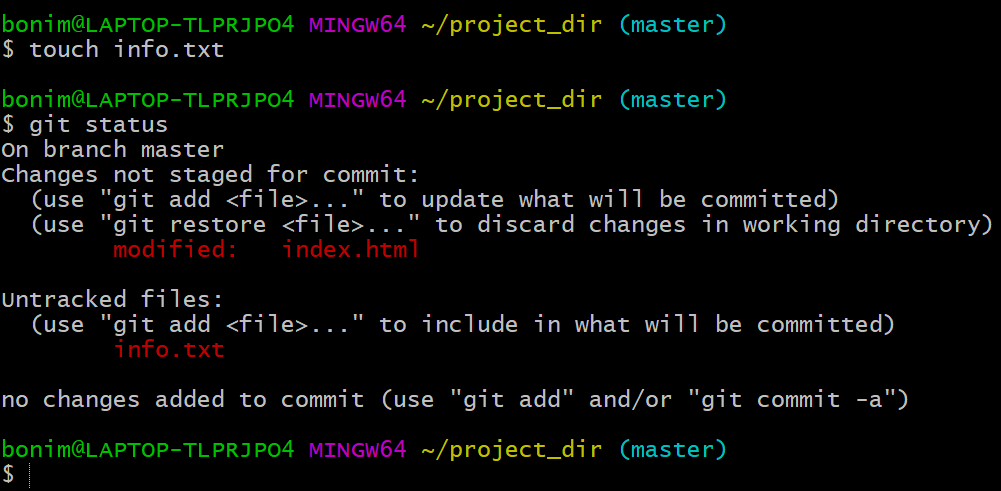 bonim@LAPTOP-TLPRJPO4 MINGW64 ~/project_dir (master)
$ touch info.txt
bonim@LAPTOP-TLPRJPO4 MINGW64 ~/project_dir (master)
$ git status
On branch master
Changes not staged for commit:
  (use "git add <file>..." to update what will be committed)
  (use "git restore <file>..." to discard changes in working directory)
        modified:   index.html
Untracked files:
  (use "git add <file>..." to include in what will be committed)
        info.txt
no changes added to commit (use "git add" and/or "git commit -a")
bonim@LAPTOP-TLPRJPO4 MINGW64 ~/project_dir (master)
$